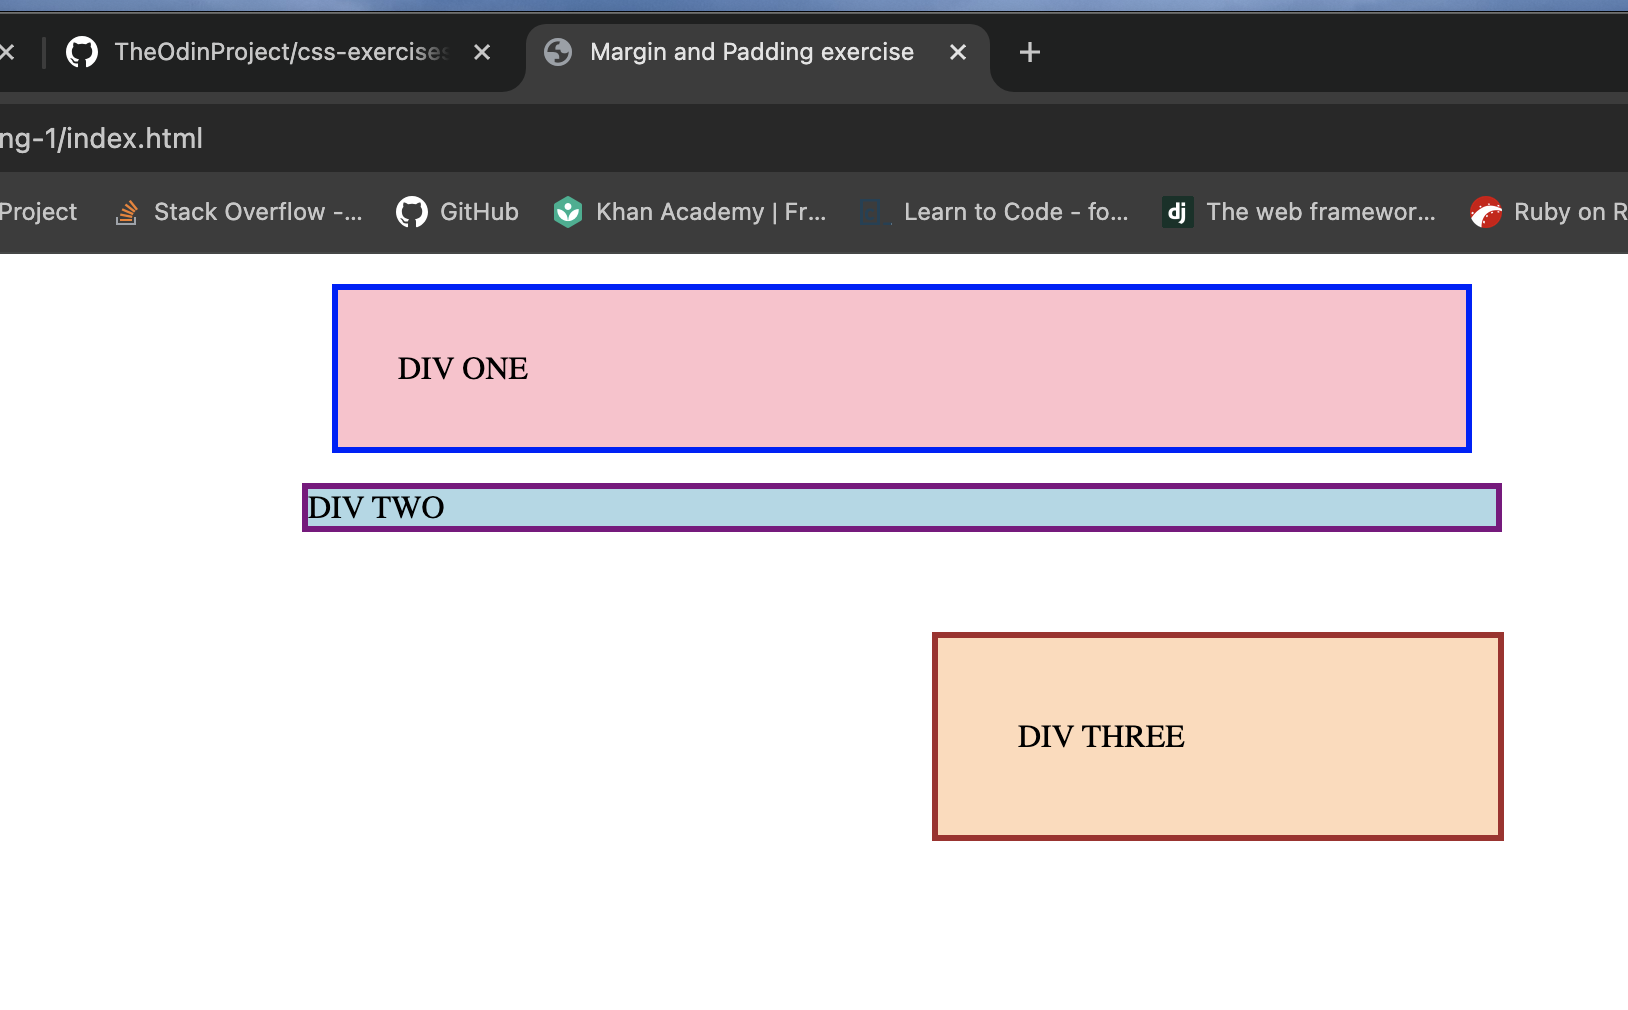 TheOdinProject/css-exercises
Margin and Padding exercise
ng-1/index.html
Project
Stack Overflow -...
GitHub
Khan Academy | Fr...
Learn to Code - fo...
dj
The web framewor...
Ruby on R
DIV ONE
DIV TWO
DIV THREE